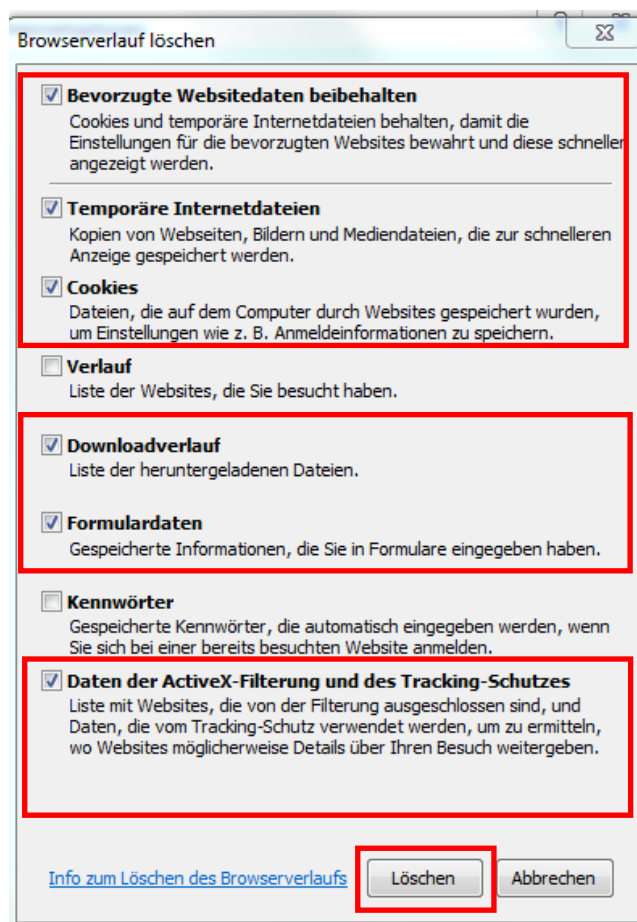 Browserverlauf löschen
Bevorzugte Websitedaten beibehalten
Cookies und temporäre Internetdateien behalten, damit die
Einstellungen für die bevorzugten Websites bewahrt und diese schneller
angezeigt werden.
Temporäre Internetdateien
Kopien von Webseiten, Bildern und Mediendateien, die zur schnelleren
Anzeige gespeichert werden.
Cookies
Dateien, die auf dem Computer durch Websites gespeichert wurden,
um Einstellungen wie z. B. Anmeldeinformationen zu speichern.
Verlauf
Liste der Websites, die Sie besucht haben.
Downloadverlauf
Liste der heruntergeladenen Dateien.
Formulardaten
Gespeicherte Informationen, die Sie in Formulare eingegeben haben.
Kennwörter
Gespeicherte Kennwörter, die automatisch eingegeben werden, wenn
Sie sich bei einer bereits besuchten Website anmelden.
Daten der ActiveX-Filterung und des Tracking-Schutzes
Liste mit Websites, die von der Filterung ausgeschlossen sind, und
Daten, die vom Tracking-Schutz verwendet werden, um zu ermitteln,
wo Websites möglicherweise Details über Ihren Besuch weitergeben.
Info zum Löschen des Browserverlaufs Löschen Abbrechen